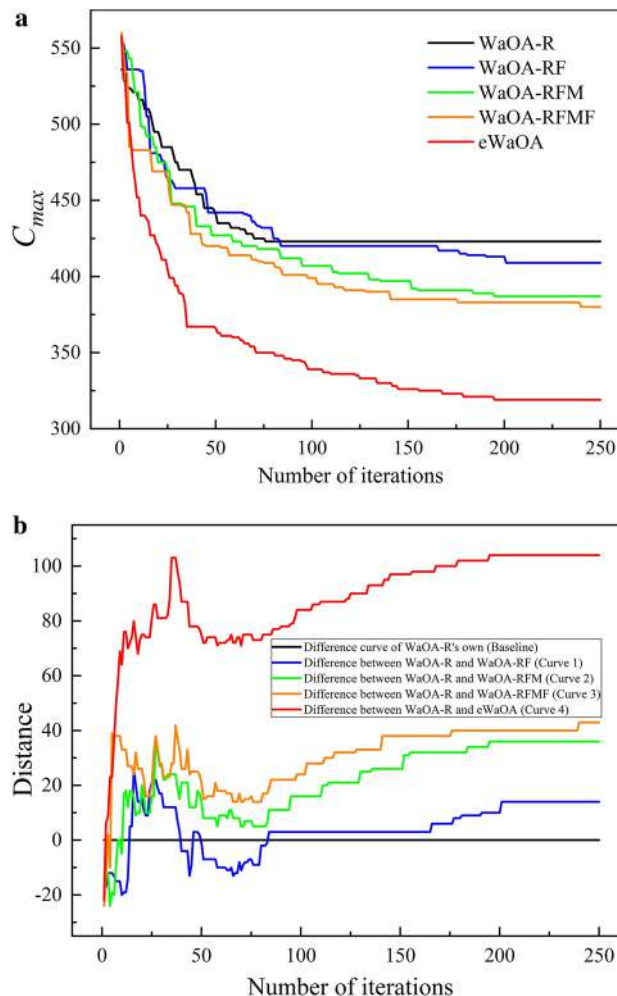 a
550
500
450
400
350
300
C_max
WaOA-R
WaOA-RF
WaOA-RFM
WaOA-RFMF
eWaOA
0
50
100
150
200
250
Number of iterations
b
100
80
60
40
20
0
-20
Distance
Difference curve of WaOA-R's own (Baseline)
Difference between WaOA-R and WaOA-RF (Curve 1)
Difference between WaOA-R and WaOA-RFM (Curve 2)
Difference between WaOA-R and WaOA-RFMF (Curve 3)
Difference between WaOA-R and eWaOA (Curve 4)
0
50
100
150
200
250
Number of iterations